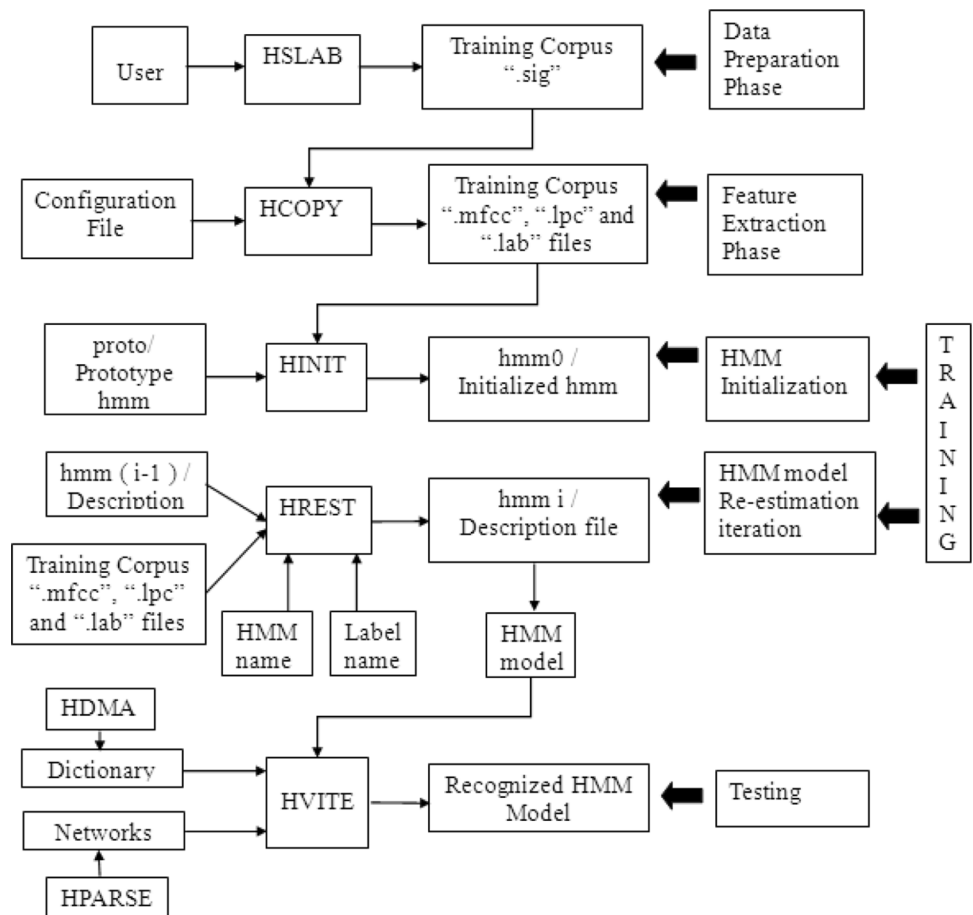 User
HSLAB
Training Corpus
“.sig”
Data
Preparation
Phase
Configuration
File
HCOPY
Training Corpus
“.mfcc”, “.lpc” and
“.lab” files
Feature
Extraction
Phase
proto/
Prototype
hmm
HINIT
hmm0 /
Initialized hmm
HMM
Initialization
TRAINING
hmm ( i-1 ) /
Description
HREST
hmm i /
Description file
HMM model
Re-estimation
iteration
Training Corpus
“.mfcc”, “.lpc”
and “.lab” files
HMM
name
Label
name
HMM
model
HDMA
Dictionary
HVITE
Recognized HMM
Model
Testing
Networks
HPARSE